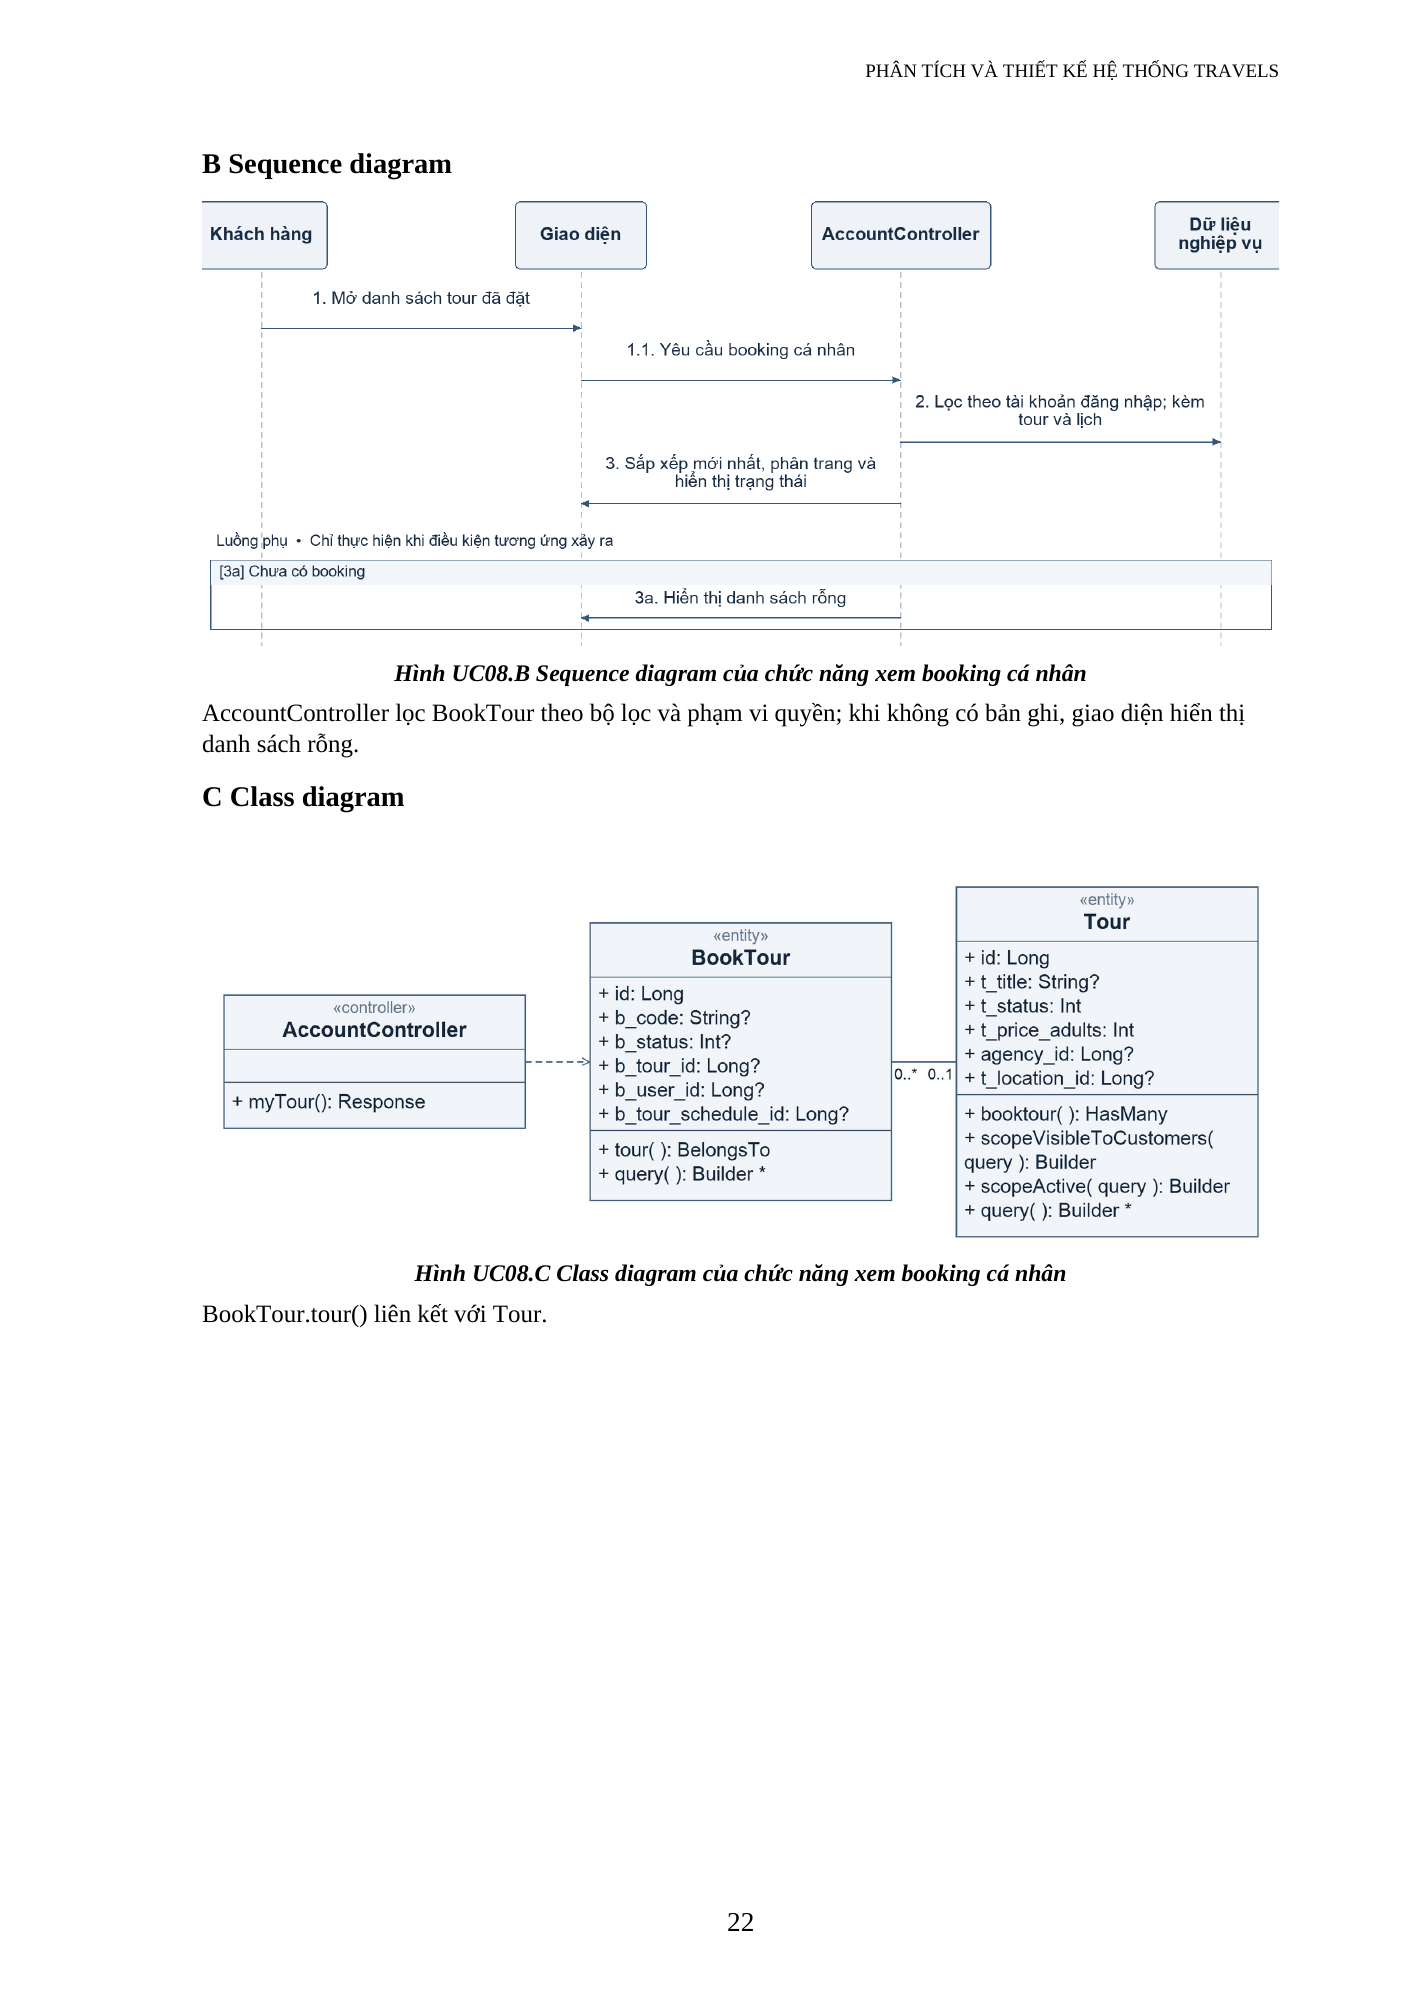 PHÂN TÍCH VÀ THIẾT KẾ HỆ THỐNG TRAVELS
B Sequence diagram
Khách hàng
Giao diện
AccountController
Dữ liệu
nghiệp vụ
1. Mở danh sách tour đã đặt
1.1. Yêu cầu booking cá nhân
2. Lọc theo tài khoản đăng nhập; kèm
tour và lịch
3. Sắp xếp mới nhất, phân trang và
hiển thị trạng thái
Luồng phụ • Chỉ thực hiện khi điều kiện tương ứng xảy ra
[3a] Chưa có booking
3a. Hiển thị danh sách rỗng
Hình UC08.B Sequence diagram của chức năng xem booking cá nhân
AccountController lọc BookTour theo bộ lọc và phạm vi quyền; khi không có bản ghi, giao diện hiển thị
danh sách rỗng.
C Class diagram
«controller»
AccountController
+ myTour(): Response
«entity»
BookTour
+ id: Long
+ b_code: String?
+ b_status: Int?
+ b_tour_id: Long?
+ b_user_id: Long?
+ b_tour_schedule_id: Long?
+ tour( ): BelongsTo
+ query( ): Builder *
0..* 0..1
«entity»
Tour
+ id: Long
+ t_title: String?
+ t_status: Int
+ t_price_adults: Int
+ agency_id: Long?
+ t_location_id: Long?
+ booktour( ): HasMany
+ scopeVisibleToCustomers(
query ): Builder
+ scopeActive( query ): Builder
+ query( ): Builder *
Hình UC08.C Class diagram của chức năng xem booking cá nhân
BookTour.tour() liên kết với Tour.
22